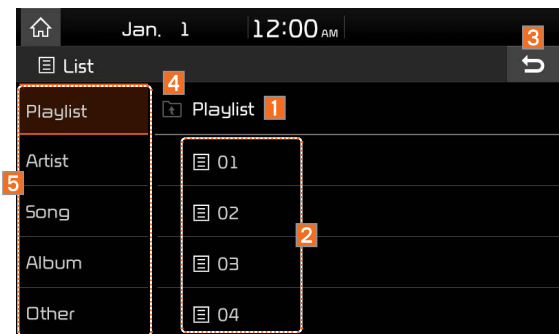 Jan. 1 12:00 AM
3
List
4
Playlist
Playlist 1
Artist
01
5
Song
02
2
Album
03
Other
04